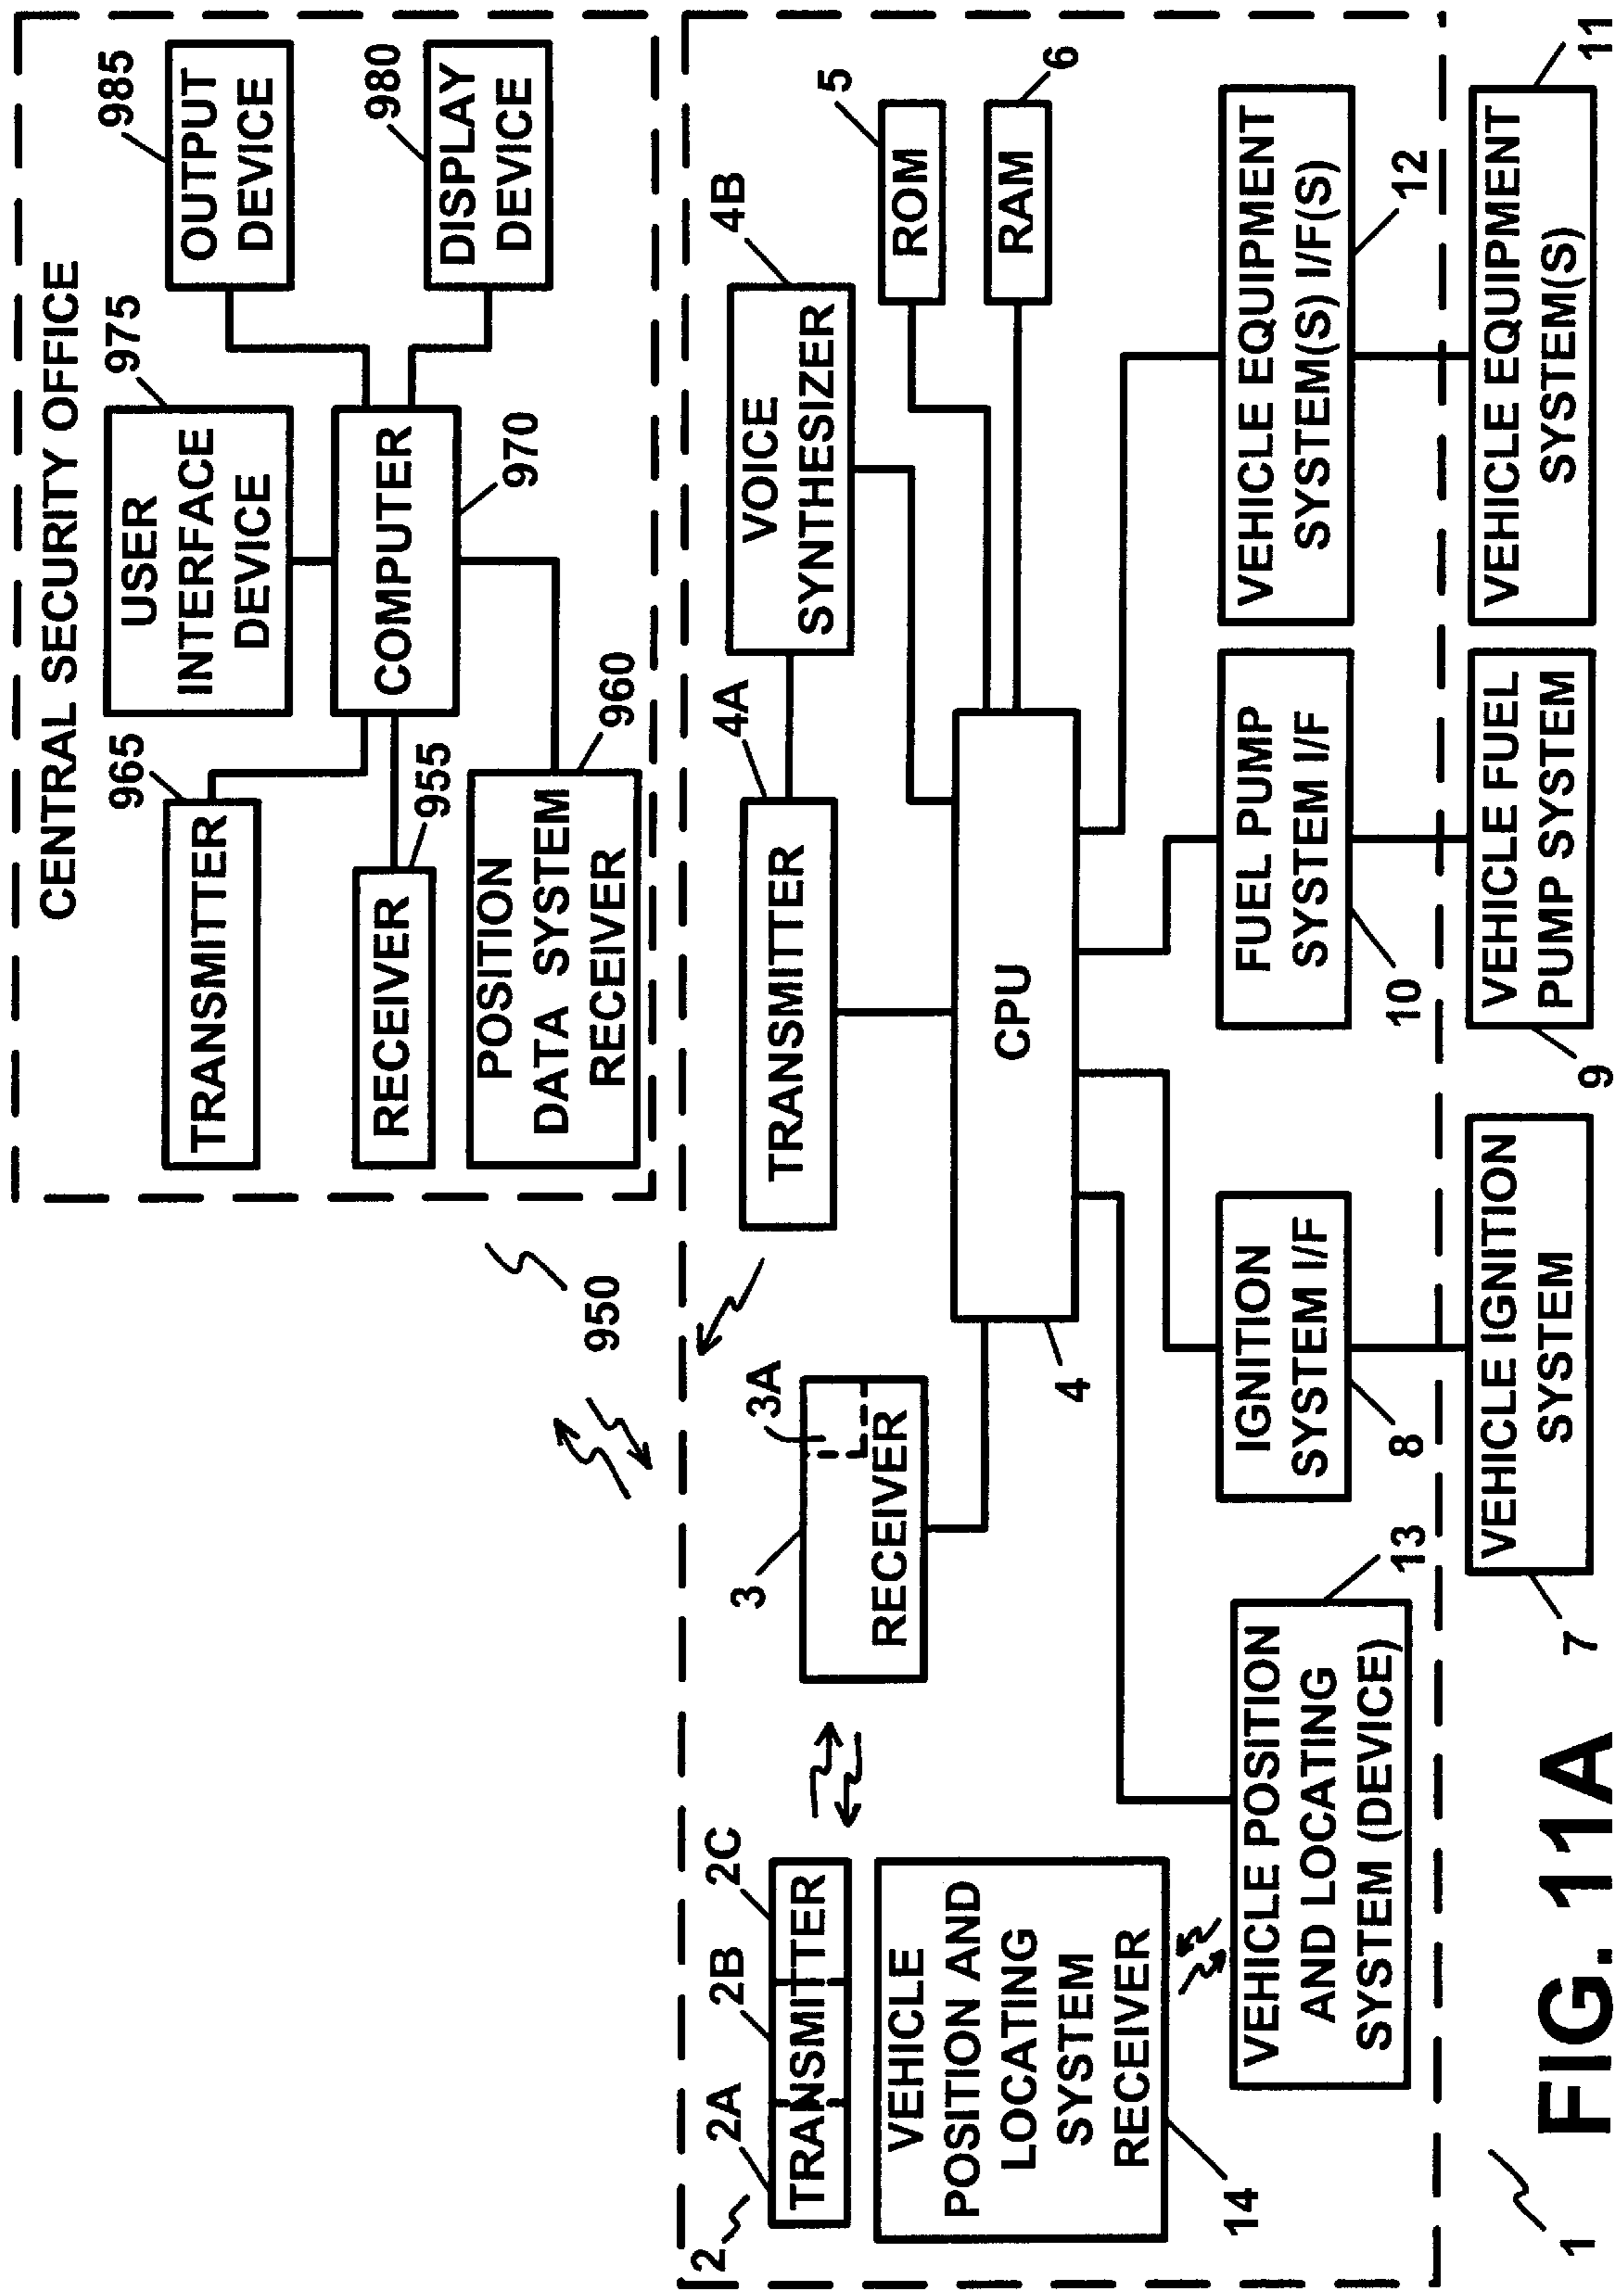 CENTRAL SECURITY OFFICE
965
TRANSMITTER
RECEIVER
955
POSITION
DATA SYSTEM
RECEIVER
960
USER
INTERFACE
DEVICE
975
COMPUTER
970
OUTPUT
DEVICE
985
DISPLAY
DEVICE
980
950
2
2A
2B
2C
TRANSMITTER
VEHICLE
POSITION AND
LOCATING
SYSTEM
RECEIVER
14
3
3A
RECEIVER
TRANSMITTER
4A
VOICE
SYNTHESIZER
4B
ROM
5
RAM
6
CPU
4
VEHICLE POSITION
AND LOCATING
SYSTEM (DEVICE)
13
IGNITION
SYSTEM I/F
8
FUEL PUMP
SYSTEM I/F
10
VEHICLE EQUIPMENT
SYSTEM(S) I/F(S)
12
VEHICLE IGNITION
SYSTEM
7
VEHICLE FUEL
PUMP SYSTEM
9
VEHICLE EQUIPMENT
SYSTEM(S)
11
1
FIG. 11A